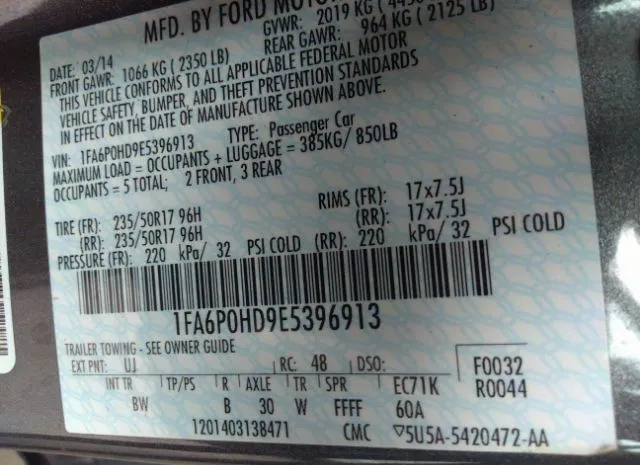 MFD. BY FORD MOTOR
DATE: 03/14 GVWR: 2019 KG ( LB)
FRONT GAWR: 1066 KG ( 2350 LB) REAR GAWR: 964 KG ( 2125 LB)
THIS VEHICLE CONFORMS TO ALL APPLICABLE FEDERAL MOTOR
VEHICLE SAFETY, BUMPER, AND THEFT PREVENTION STANDARDS
IN EFFECT ON THE DATE OF MANUFACTURE SHOWN ABOVE.
VIN: 1FA6P0HD9E5396913 TYPE: Passenger Car
MAXIMUM LOAD = OCCUPANTS + LUGGAGE = 385KG/ 850LB
OCCUPANTS = 5 TOTAL; 2 FRONT, 3 REAR
TIRE (FR): 235/50R17 96H RIMS (FR): 17x7.5J
(RR): 235/50R17 96H (RR): 17x7.5J
PRESSURE (FR): 220 kPa/ 32 PSI COLD (RR): 220 kPa/ 32 PSI COLD
1FA6P0HD9E5396913
TRAILER TOWING - SEE OWNER GUIDE
EXT PNT: UJ RC: 48 DSO: F0032
INT TR TP/PS R AXLE TR SPR EC71K R0044
BW B 30 W FFFF 60A
1201403138471 CMC ▽5U5A-5420472-AA